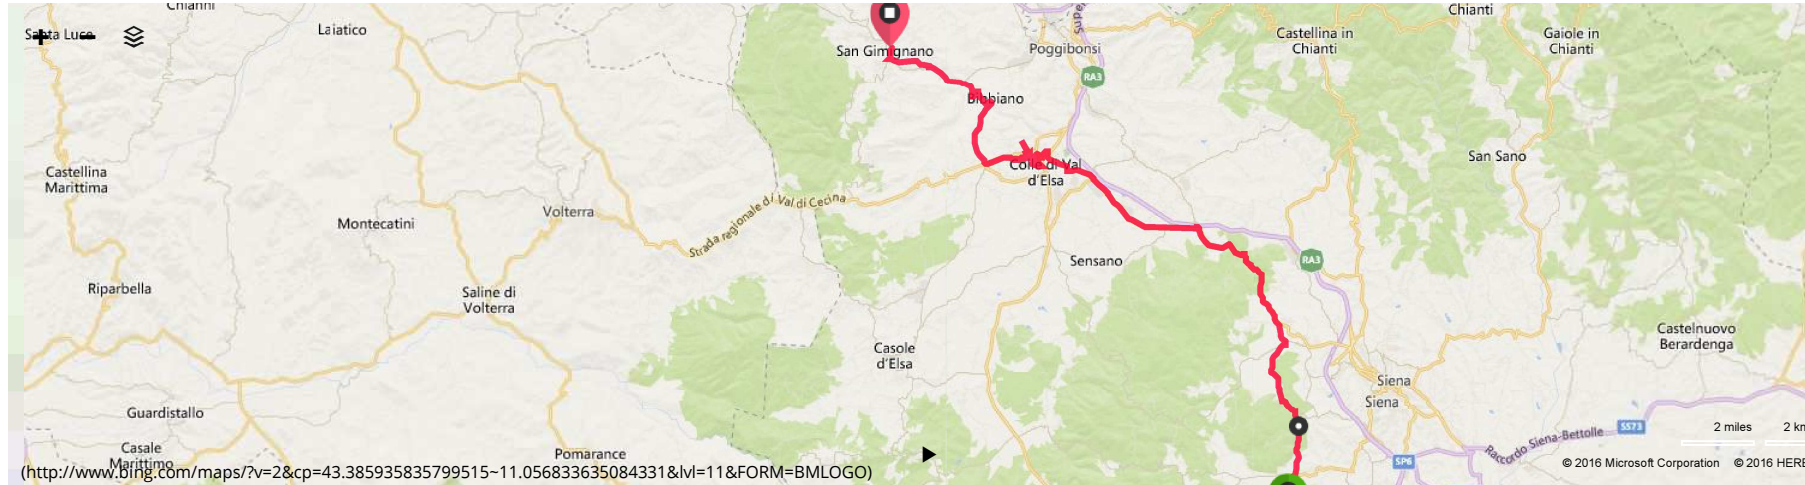 Chianni
Chianti
Santa Luce
Laiatico
San Gimignano
Poggibonsi
Castellina in
Chianti
Gaiole in
Chianti
RA3
Bibbiano
Colle di Val
d'Elsa
San Sano
Castellina
Marittima
Strada regionale di Val di Cecina
Volterra
Montecatini
Sensano
RA3
Riparbella
Saline di
Volterra
Casole
d'Elsa
Castelnuovo
Berardenga
Siena
Siena
Guardistallo
Casale
Marittimo
Pomarance
Raccordo Siena-Bettolle
SS73
SP6
2 miles
2 km
(http://www.bing.com/maps/?v=2&cp=43.385935835799515~11.056833635084331&lvl=11&FORM=BMLOGO)
© 2016 Microsoft Corporation
© 2016 HERE